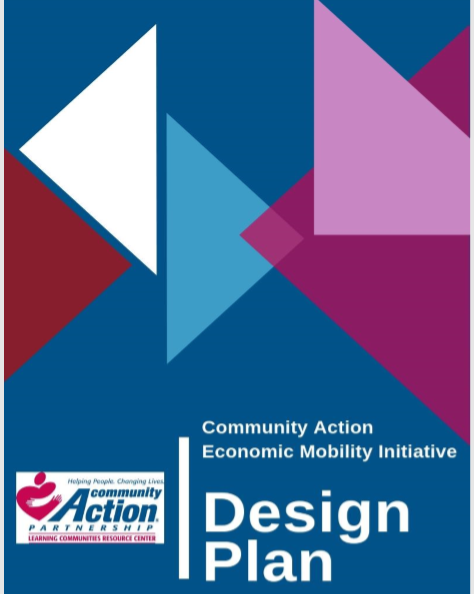 Community Action
Economic Mobility Initiative
Design
Plan
Helping People. Changing Lives.
community
Action
PARTNERSHIP
LEARNING COMMUNITIES RESOURCE CENTER